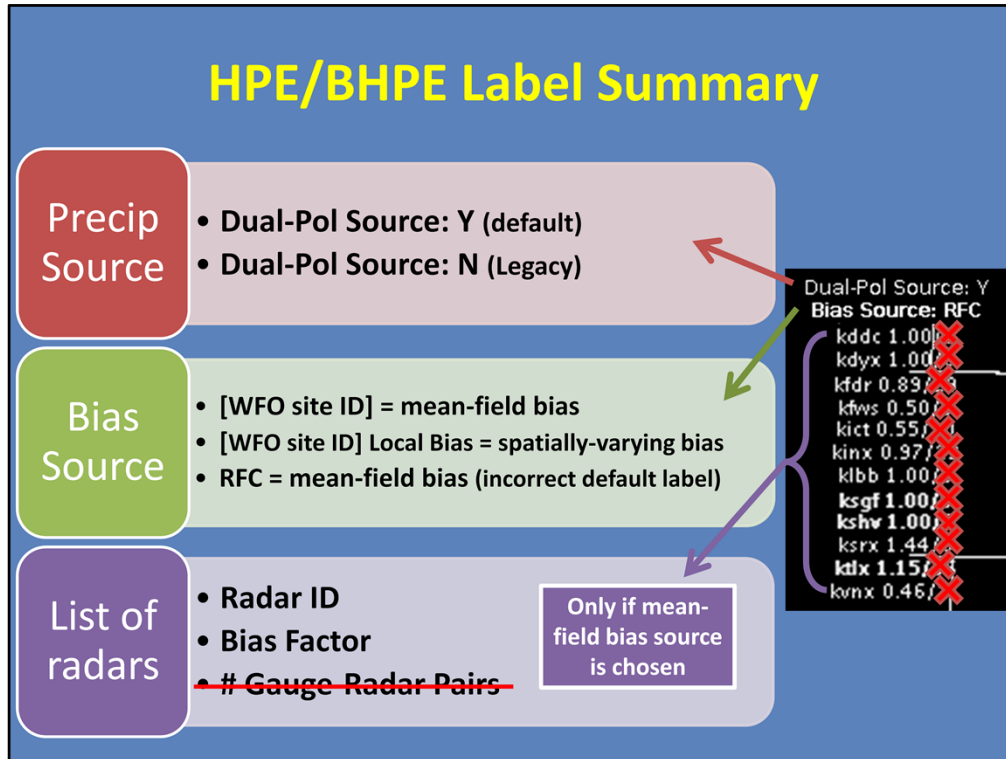 HPE/BHPE Label Summary
Precip
Source
• Dual-Pol Source: Y (default)
• Dual-Pol Source: N (Legacy)
Bias
Source
• [WFO site ID] = mean-field bias
• [WFO site ID] Local Bias = spatially-varying bias
• RFC = mean-field bias (incorrect default label)
List of
radars
• Radar ID
• Bias Factor
• # Gauge-Radar Pairs
Only if mean-
field bias source
is chosen
Dual-Pol Source: Y
Bias Source: RFC
kddc 1.00
kdyx 1.00
kfdr 0.89/
kfws 0.50/
kict 0.55/
kinx 0.97/
klbb 1.00/
ksgf 1.00/
kshv 1.00/
ksrx 1.44/
ktlx 1.15/
kvnx 0.46/